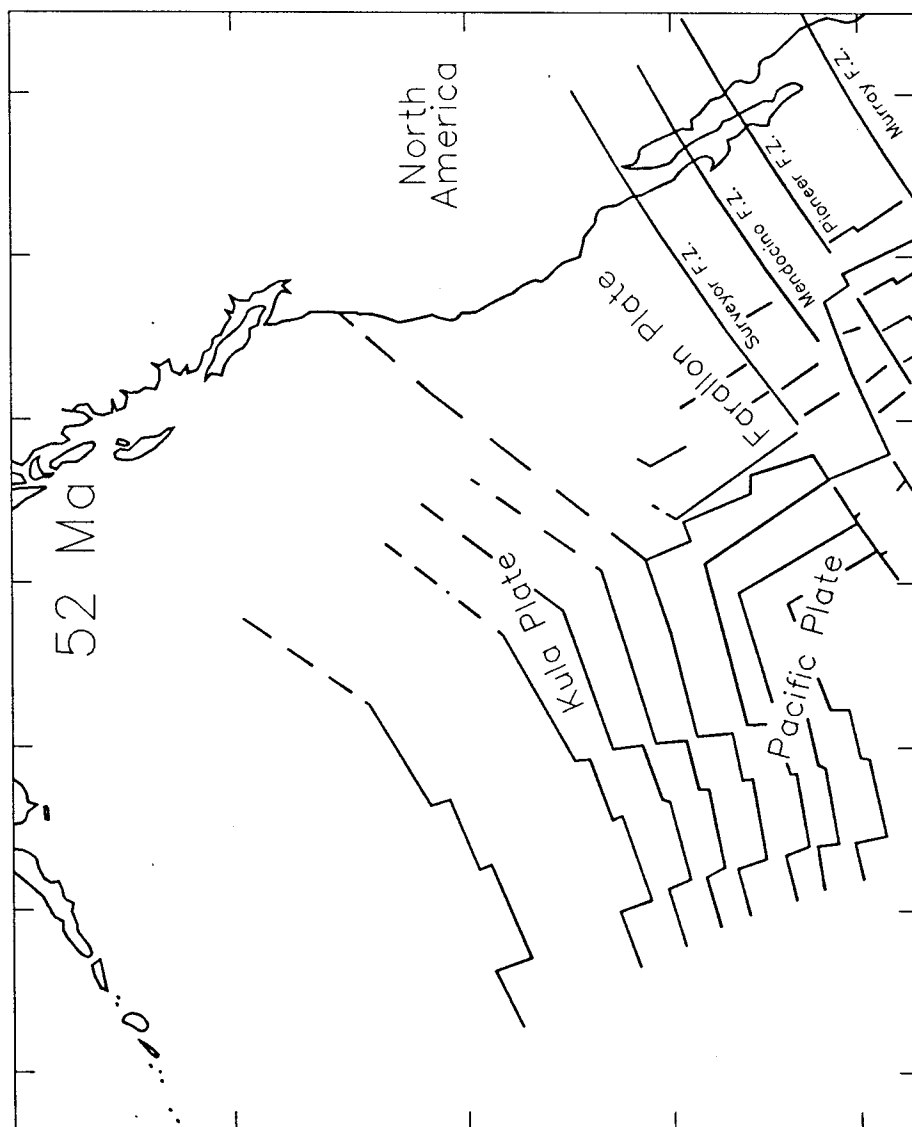 52 Ma
North
America
Murray F.Z.
Pioneer F.Z.
Mendocino F.Z.
Surveyor F.Z.
Farallon Plate
Kula Plate
Pacific Plate